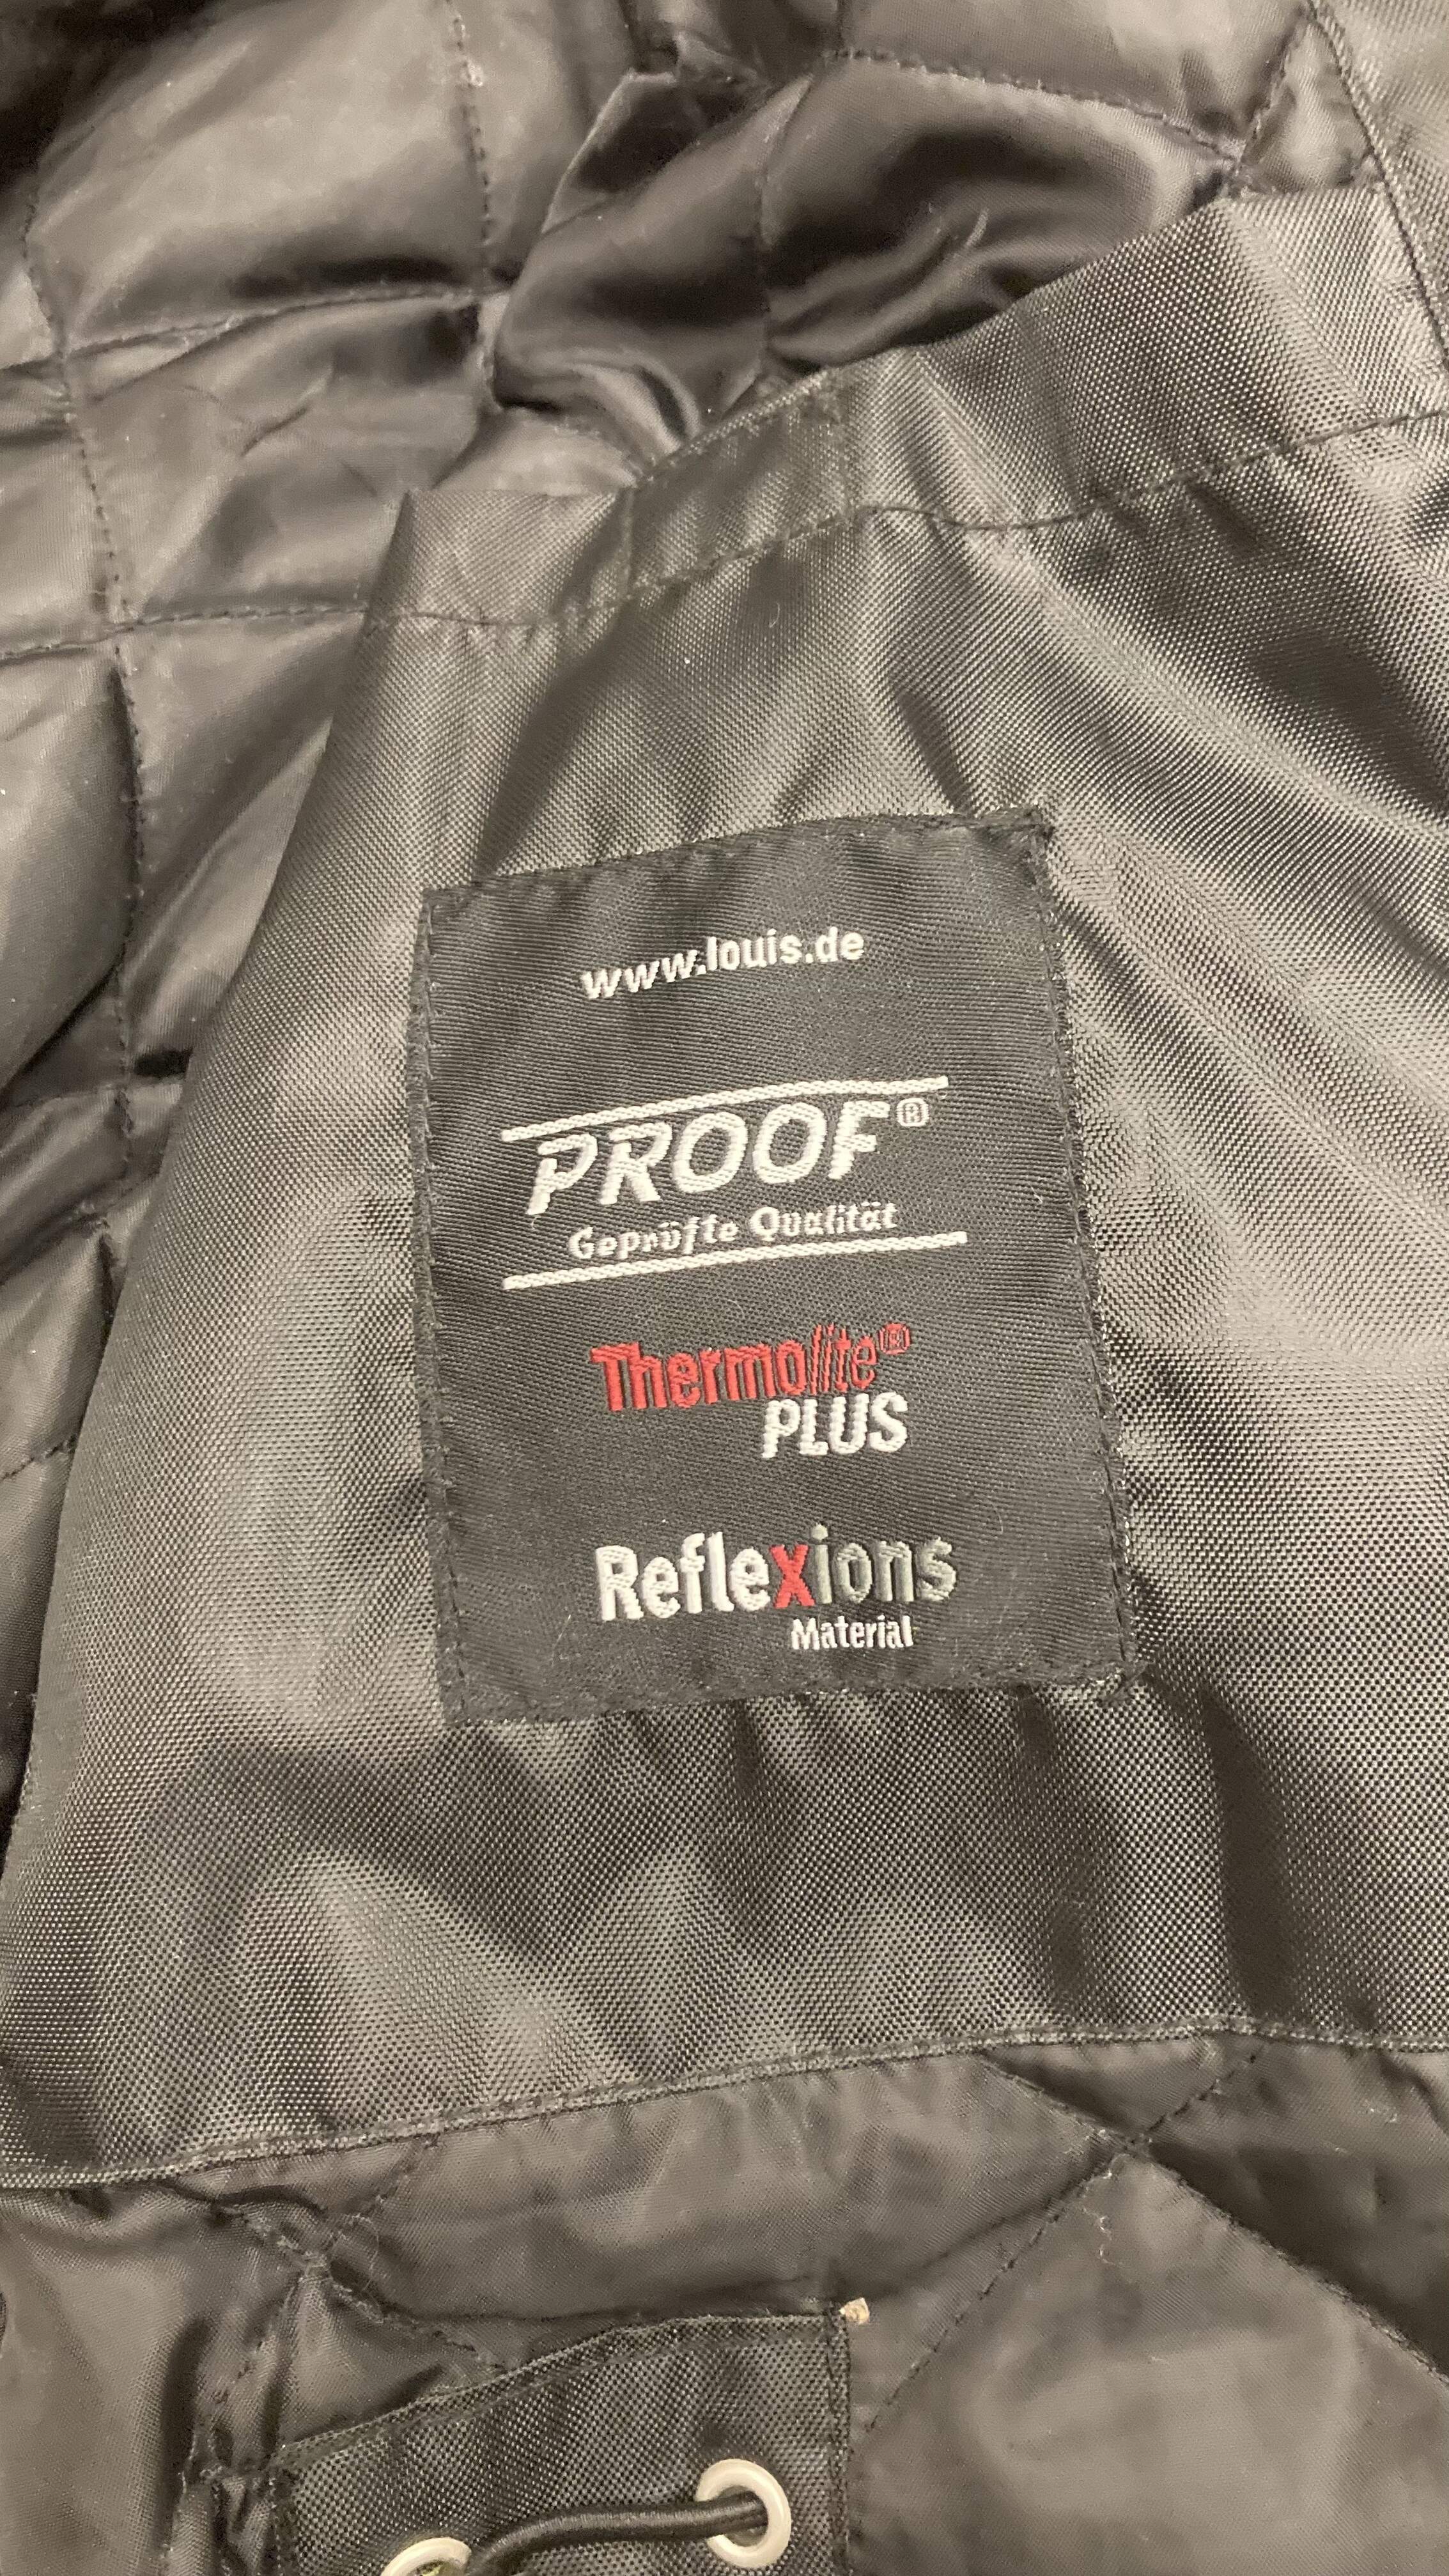 www.louis.de
PROOF®
Geprüfte Qualität
Thermolite®
PLUS
Reflexions
Material